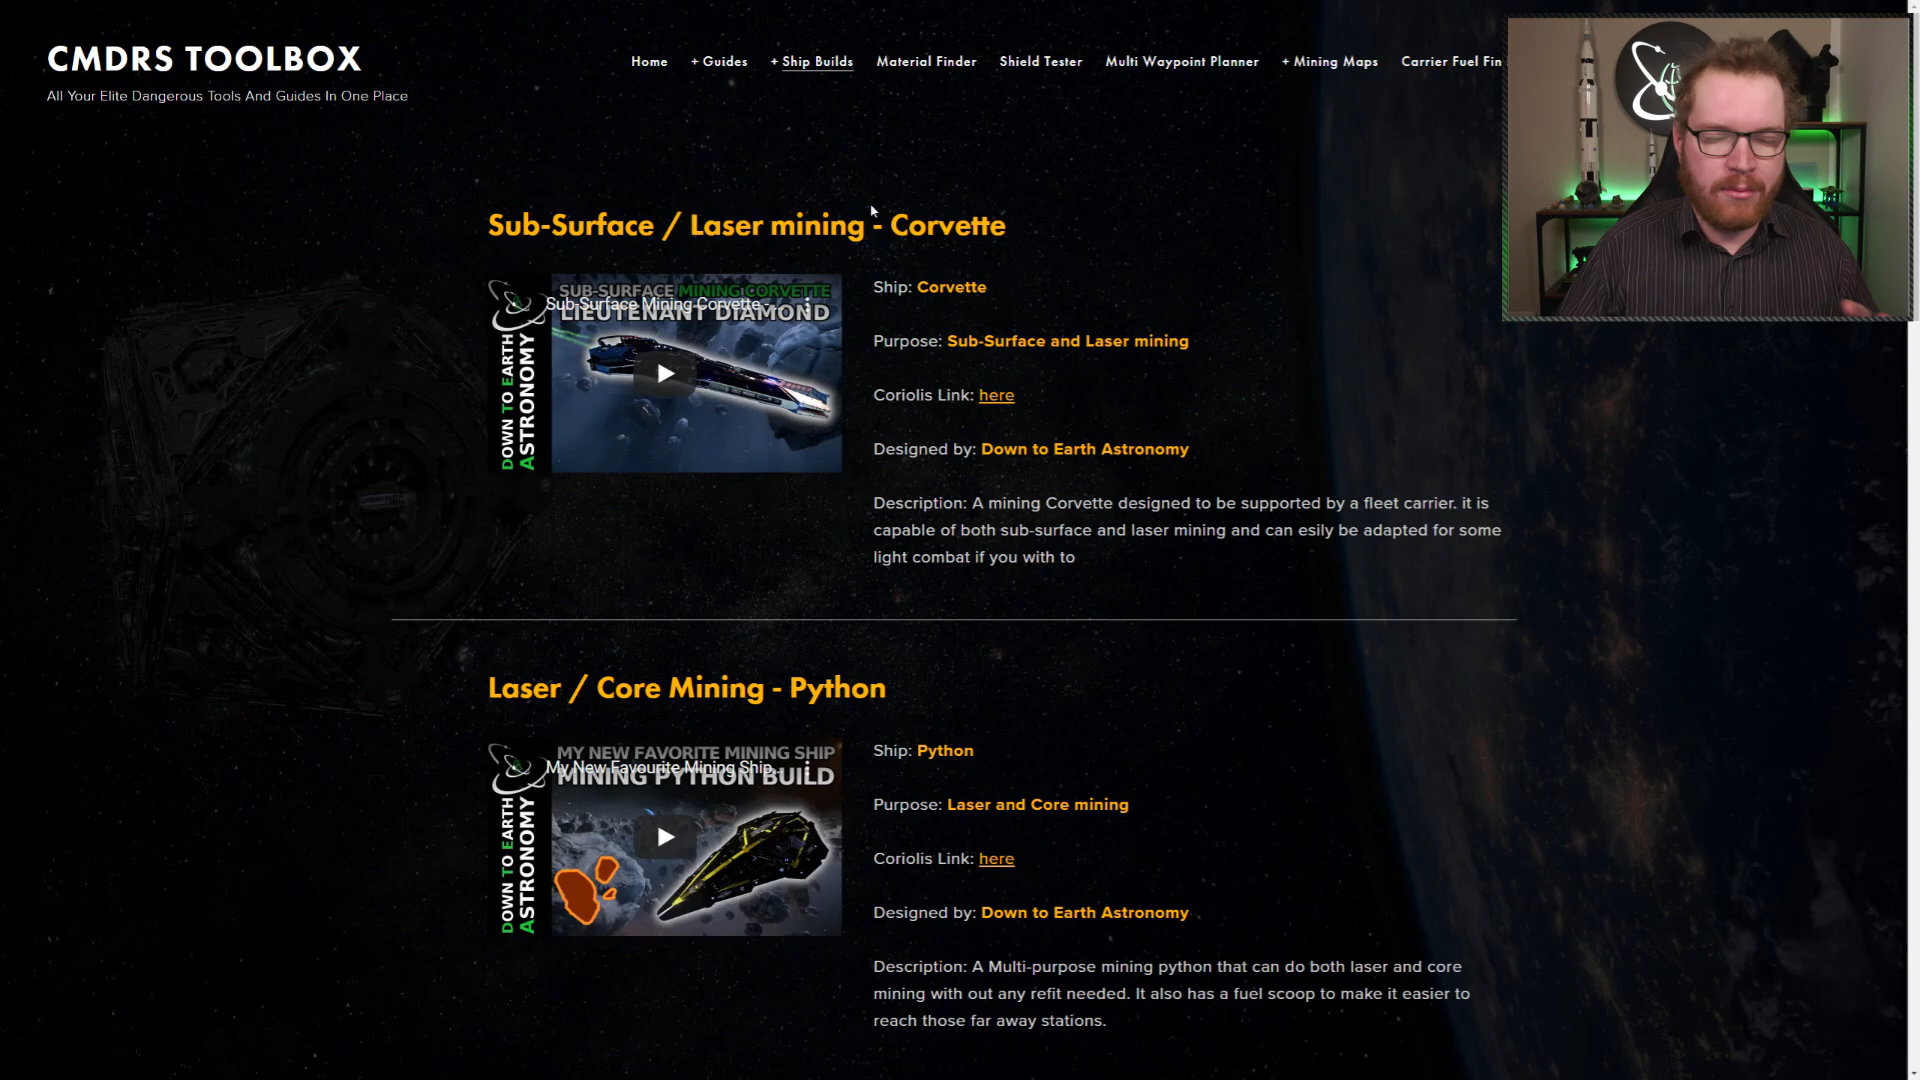 CMDRS TOOLBOX
All Your Elite Dangerous Tools And Guides In One Place
Home + Guides + Ship Builds Material Finder Shield Tester Multi Waypoint Planner + Mining Maps Carrier Fuel Fin
Sub-Surface / Laser mining - Corvette
SUB-SURFACE MINING CORVETTE
Sub-Surface Mining Corvette -
LIEUTENANT DIAMOND
DOWN TO EARTH
ASTRONOMY
Ship: Corvette
Purpose: Sub-Surface and Laser mining
Coriolis Link: here
Designed by: Down to Earth Astronomy
Description: A mining Corvette designed to be supported by a fleet carrier. it is
capable of both sub-surface and laser mining and can esily be adapted for some
light combat if you with to
Laser / Core Mining - Python
MY NEW FAVORITE MINING SHIP
My New Favourite Mining Ship...
MINING PYTHON BUILD
DOWN TO EARTH
ASTRONOMY
Ship: Python
Purpose: Laser and Core mining
Coriolis Link: here
Designed by: Down to Earth Astronomy
Description: A Multi-purpose mining python that can do both laser and core
mining with out any refit needed. It also has a fuel scoop to make it easier to
reach those far away stations.